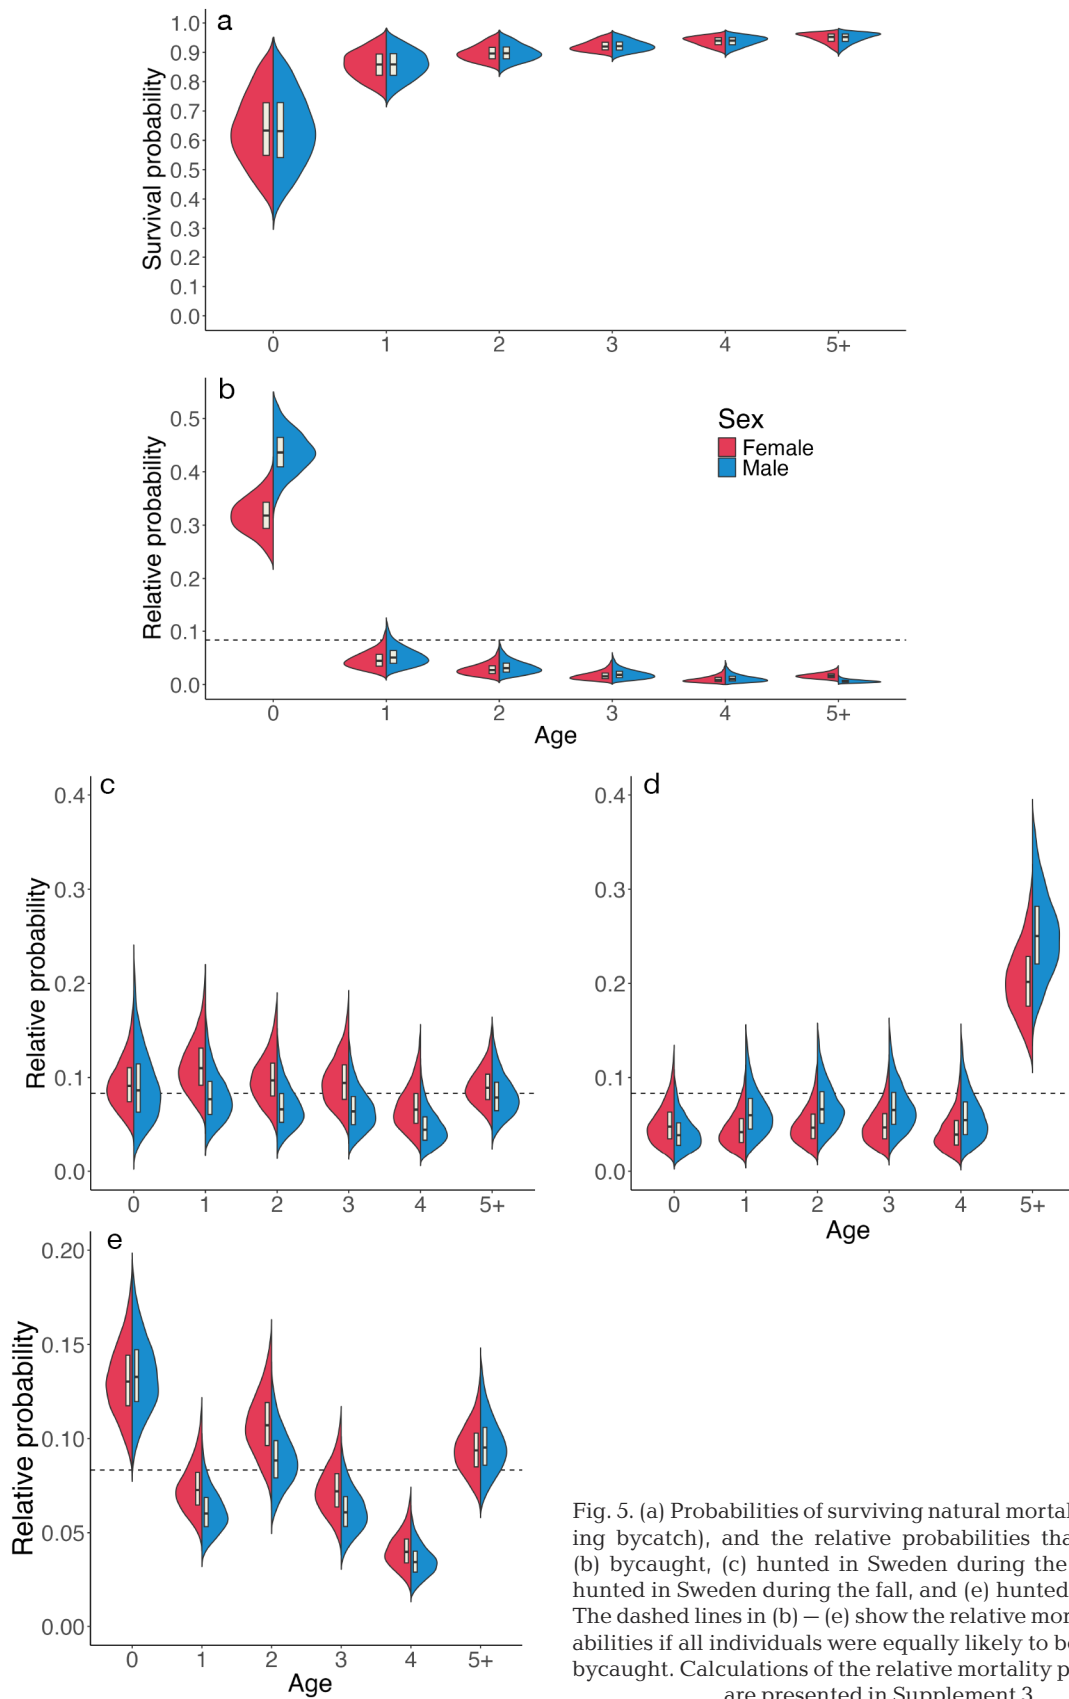 a
1.0
0.9
0.8
0.7
0.6
0.5
0.4
0.3
0.2
0.1
0.0
Survival probability
0 1 2 3 4 5+
b
0.5
0.4
0.3
0.2
0.1
0.0
Relative probability
Sex
Female
Male
0 1 2 3 4 5+
Age
c
0.4
0.3
0.2
0.1
0.0
Relative probability
0 1 2 3 4 5+
d
0.4
0.3
0.2
0.1
0.0
0 1 2 3 4 5+
Age
e
0.20
0.15
0.10
0.05
0.00
Relative probability
0 1 2 3 4 5+
Age
Fig. 5. (a) Probabilities of surviving natural
ing bycatch), and the relative probabilities
(b) bycaught, (c) hunted in Sweden during the
hunted in Sweden during the fall, and (e) hunted
The dashed lines in (b) – (e) show the relative
abilities if all individuals were equally likely to be
bycaught. Calculations of the relative mortality
are presented in Supplement 3